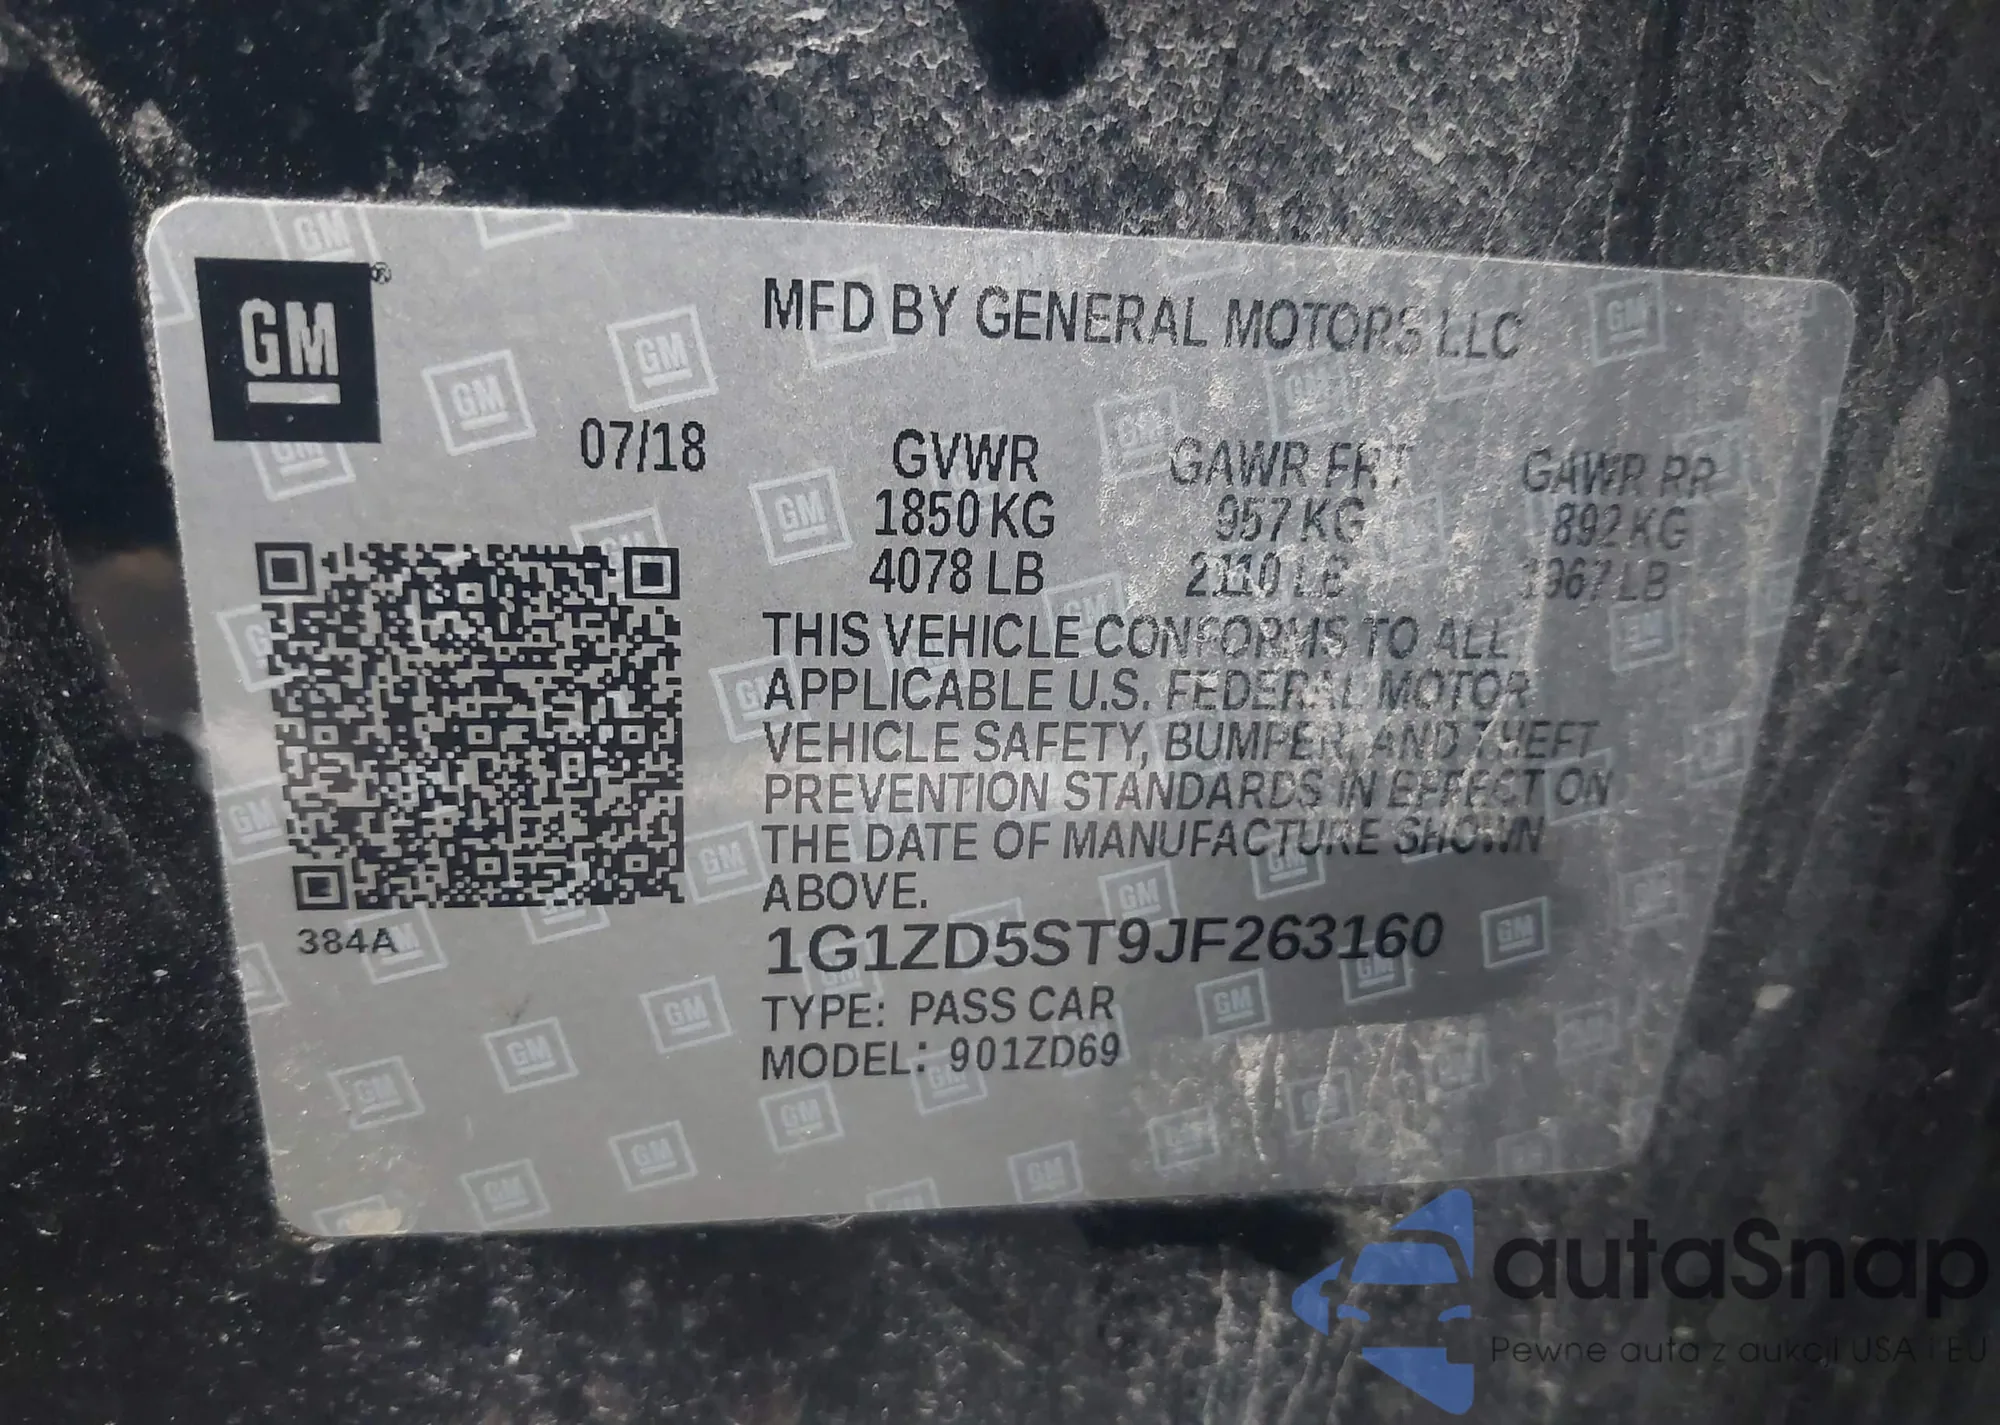 GM®
MFD BY GENERAL MOTORS LLC
07/18
GVWR GAWR FRT GAWR RR
1850 KG 957 KG 892 KG
4078 LB 2110 LB 1967 LB
THIS VEHICLE CONFORMS TO ALL
APPLICABLE U.S. FEDERAL MOTOR
VEHICLE SAFETY, BUMPER, AND THEFT
PREVENTION STANDARDS IN EFFECT ON
THE DATE OF MANUFACTURE SHOWN
ABOVE.
384A
1G1ZD5ST9JF263160
TYPE: PASS CAR
MODEL: 901ZD69
autaSnap
Pewne auta z aukcji USA i EU